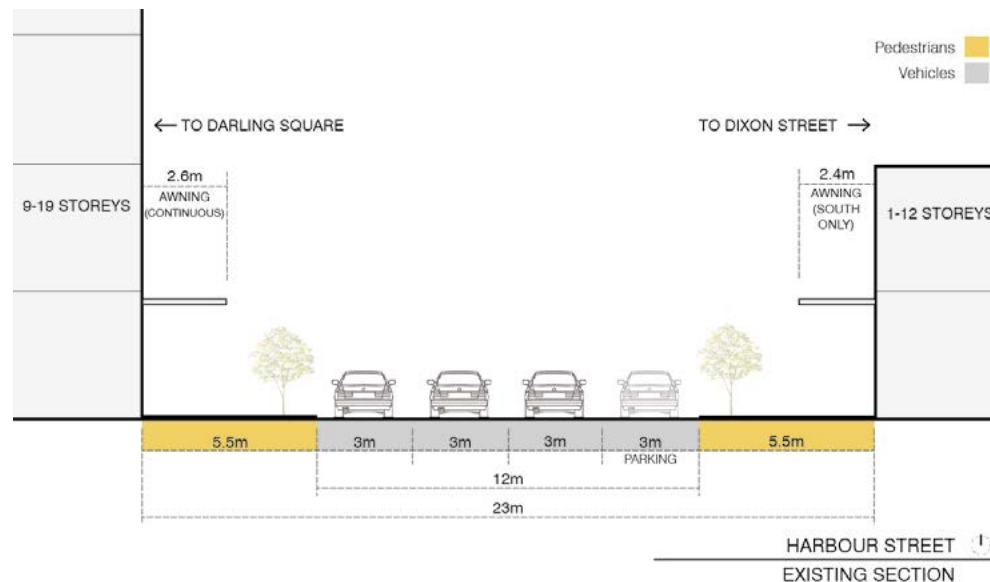 Pedestrians
Vehicles
← TO DARLING SQUARE
TO DIXON STREET →
2.6m
AWNING
(CONTINUOUS)
2.4m
AWNING
(SOUTH
ONLY)
9-19 STOREYS
1-12 STOREYS
5.5m
3m
3m
3m
3m
5.5m
PARKING
12m
23m
HARBOUR STREET
EXISTING SECTION